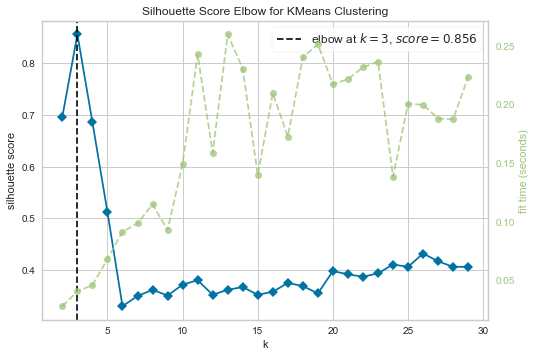 Silhouette Score Elbow for KMeans Clustering
elbow at k = 3, score = 0.856
silhouette score
0.8
0.7
0.6
0.5
0.4
fit time (seconds)
0.25
0.20
0.15
0.10
0.05
5 10 15 20 25 30
k